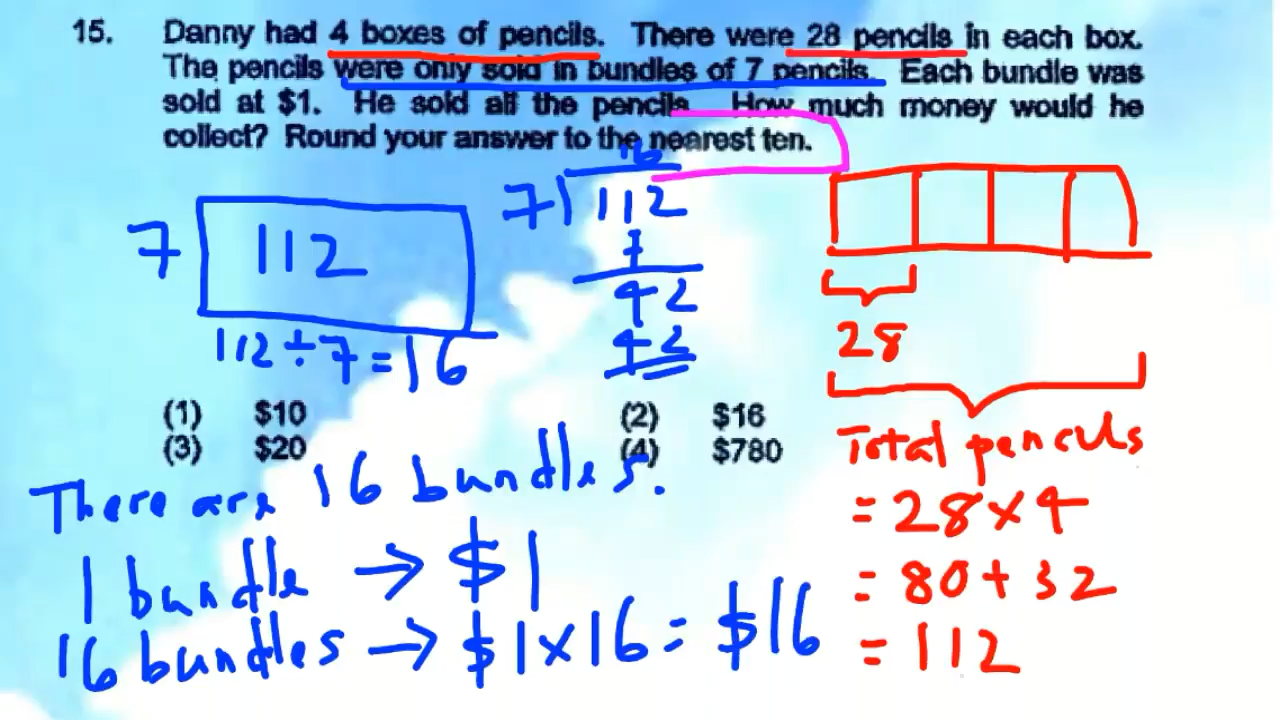 15. Danny had 4 boxes of pencils. There were 28 pencils in each box.
The pencils were only sold in bundles of 7 pencils. Each bundle was
sold at $1. He sold all the pencils. How much money would he
collect? Round your answer to the nearest ten.
16
7 112
7
42
42
7 112
112 ÷ 7 = 16
28
(1) $10 (2) $16
(3) $20 (4) $780
Total pencils
= 28 × 4
= 80 + 32
= 112
There are 16 bundles.
1 bundle → $1
16 bundles → $1 × 16 = $16